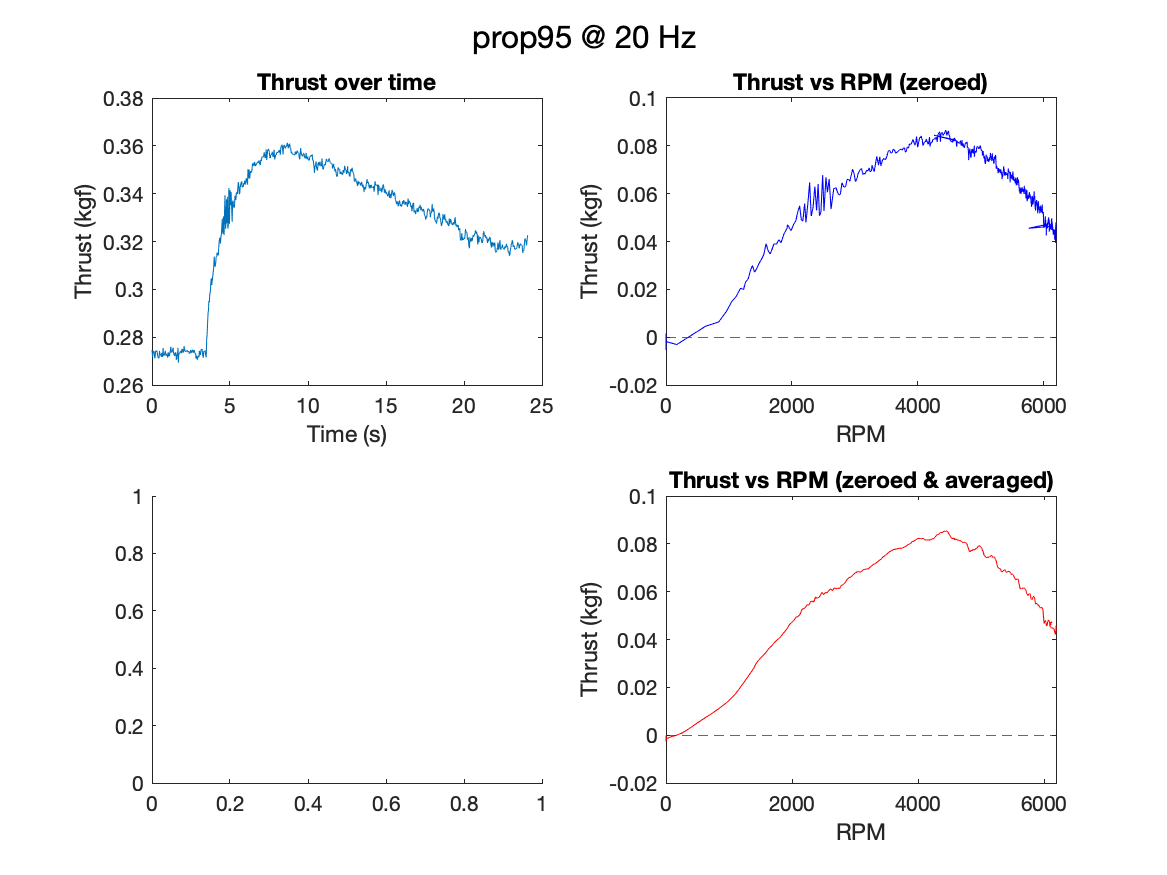 prop95 @ 20 Hz
Thrust over time
Thrust (kgf)
0.38
0.36
0.34
0.32
0.3
0.28
0.26
0 5 10 15 20 25
Time (s)
Thrust vs RPM (zeroed)
Thrust (kgf)
0.1
0.08
0.06
0.04
0.02
0
-0.02
0 2000 4000 6000
RPM
1
0.8
0.6
0.4
0.2
0
0 0.2 0.4 0.6 0.8 1
Thrust vs RPM (zeroed & averaged)
Thrust (kgf)
0.1
0.08
0.06
0.04
0.02
0
-0.02
0 2000 4000 6000
RPM